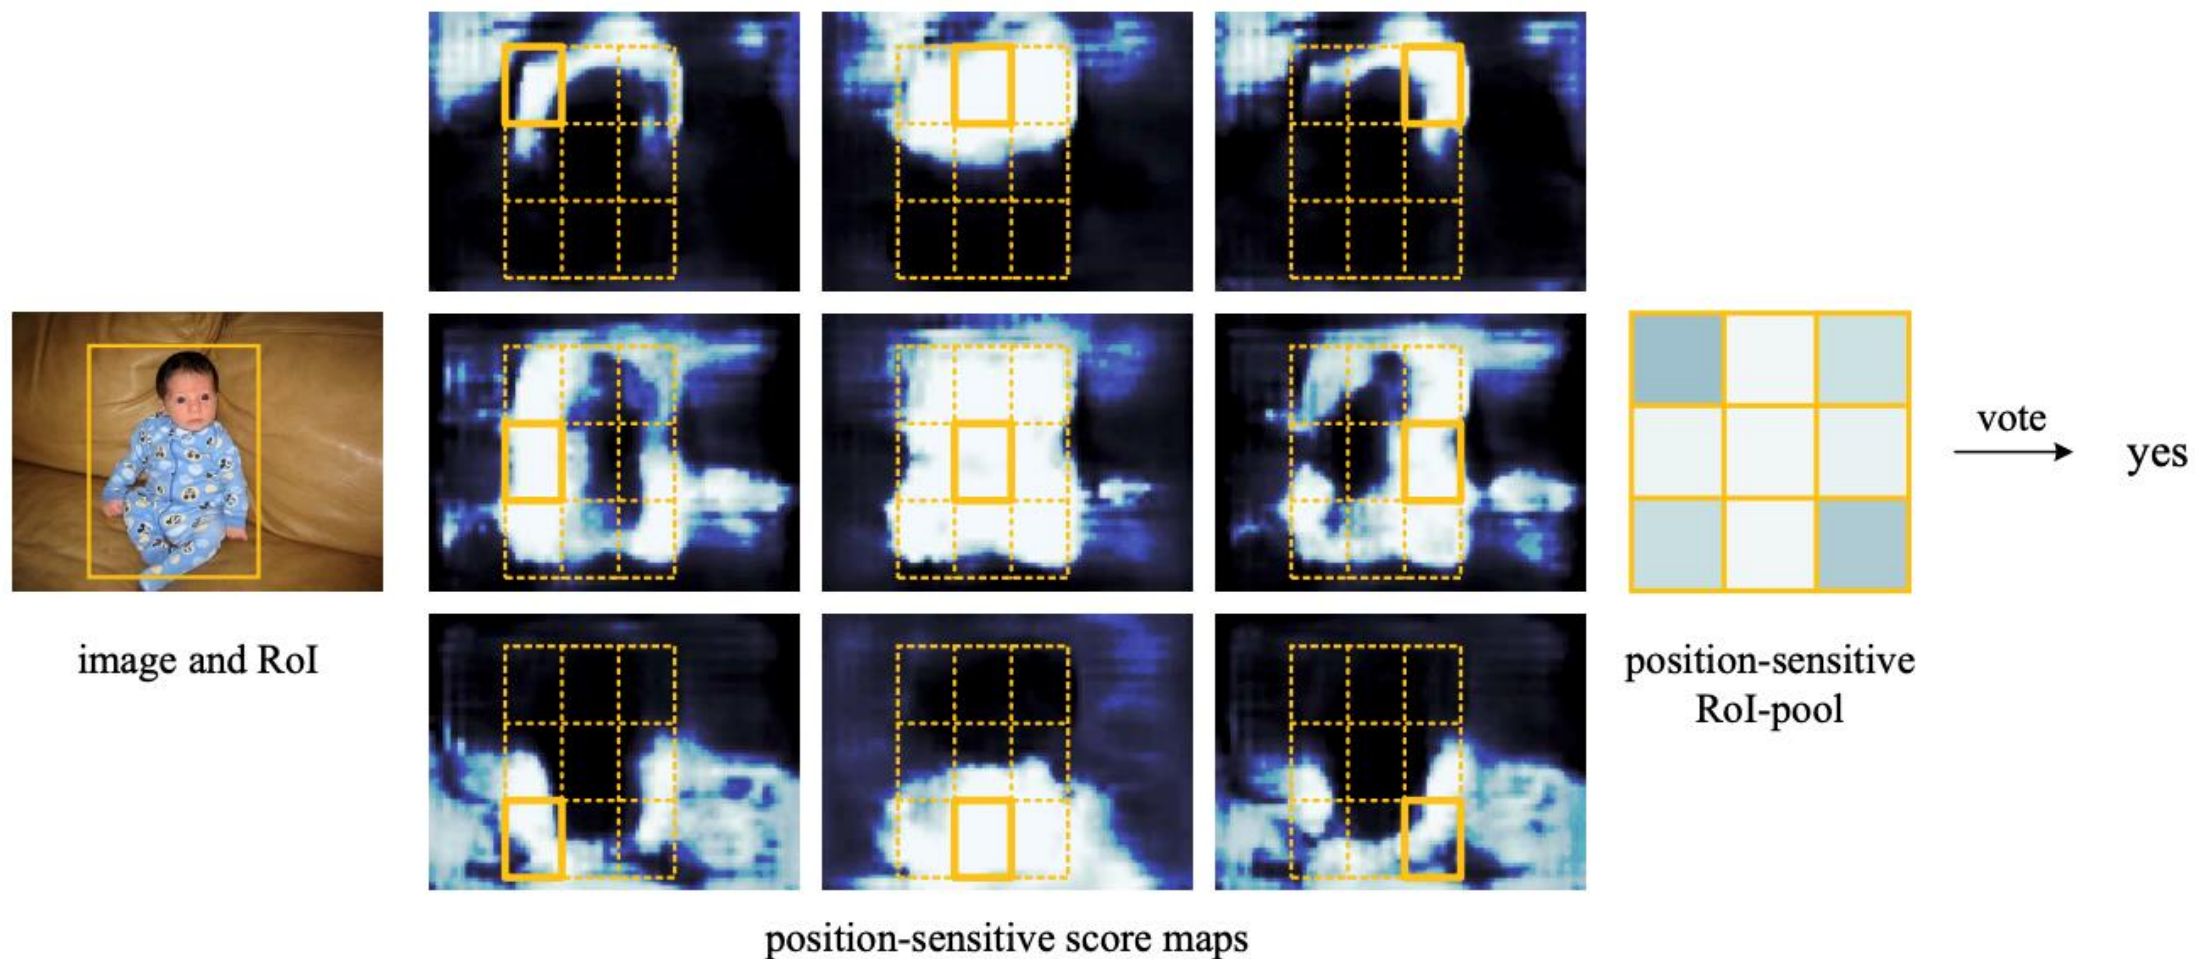 image and RoI
position-sensitive score maps
position-sensitive
RoI-pool
vote
yes